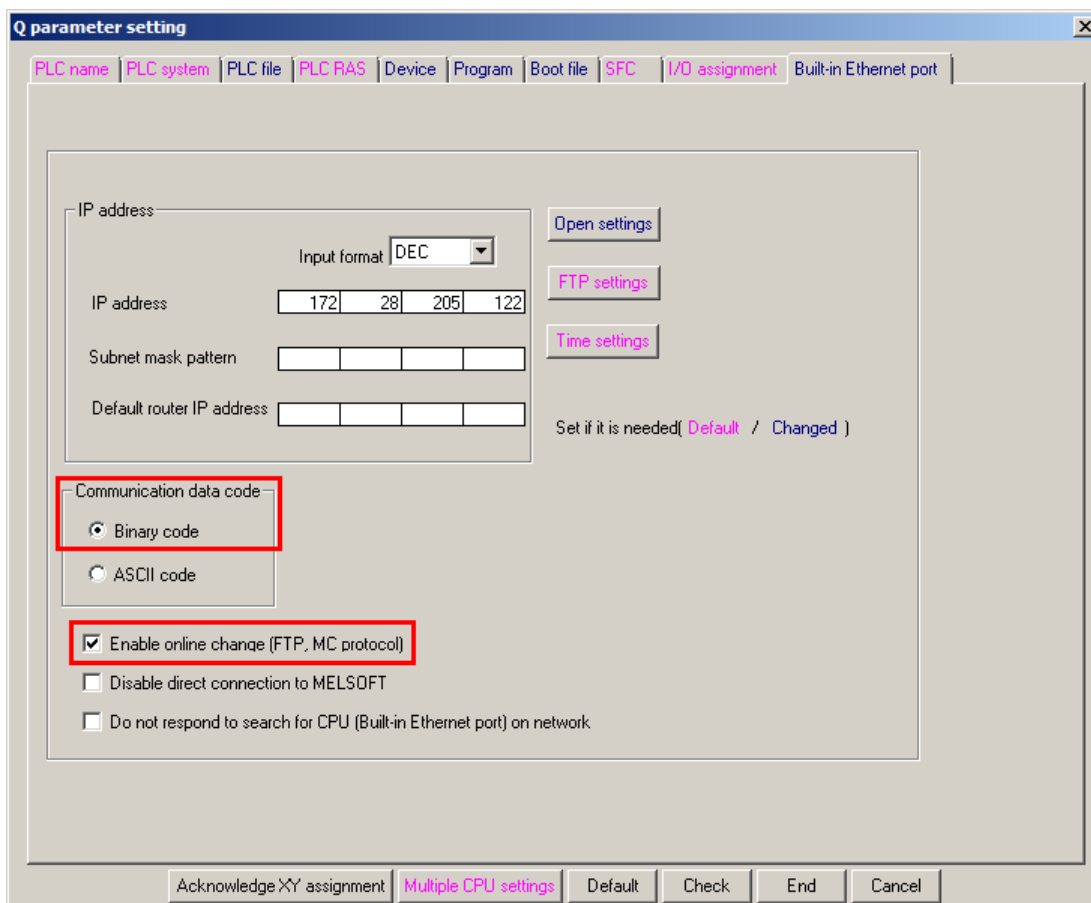 Q parameter setting
PLC name PLC system PLC file PLC RAS Device Program Boot file SFC I/O assignment Built-in Ethernet port
IP address
Input format DEC
IP address 172 28 205 122
Subnet mask pattern
Default router IP address
Open settings
FTP settings
Time settings
Set if it is needed( Default / Changed )
Communication data code
Binary code
ASCII code
Enable online change (FTP, MC protocol)
Disable direct connection to MELSOFT
Do not respond to search for CPU (Built-in Ethernet port) on network
Acknowledge XY assignment Multiple CPU settings Default Check End Cancel